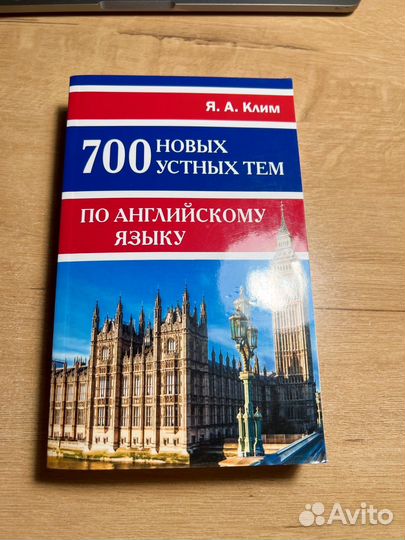 Я. А. Клим
700 НОВЫХ
УСТНЫХ ТЕМ
ПО АНГЛИЙСКОМУ
ЯЗЫКУ
Avito